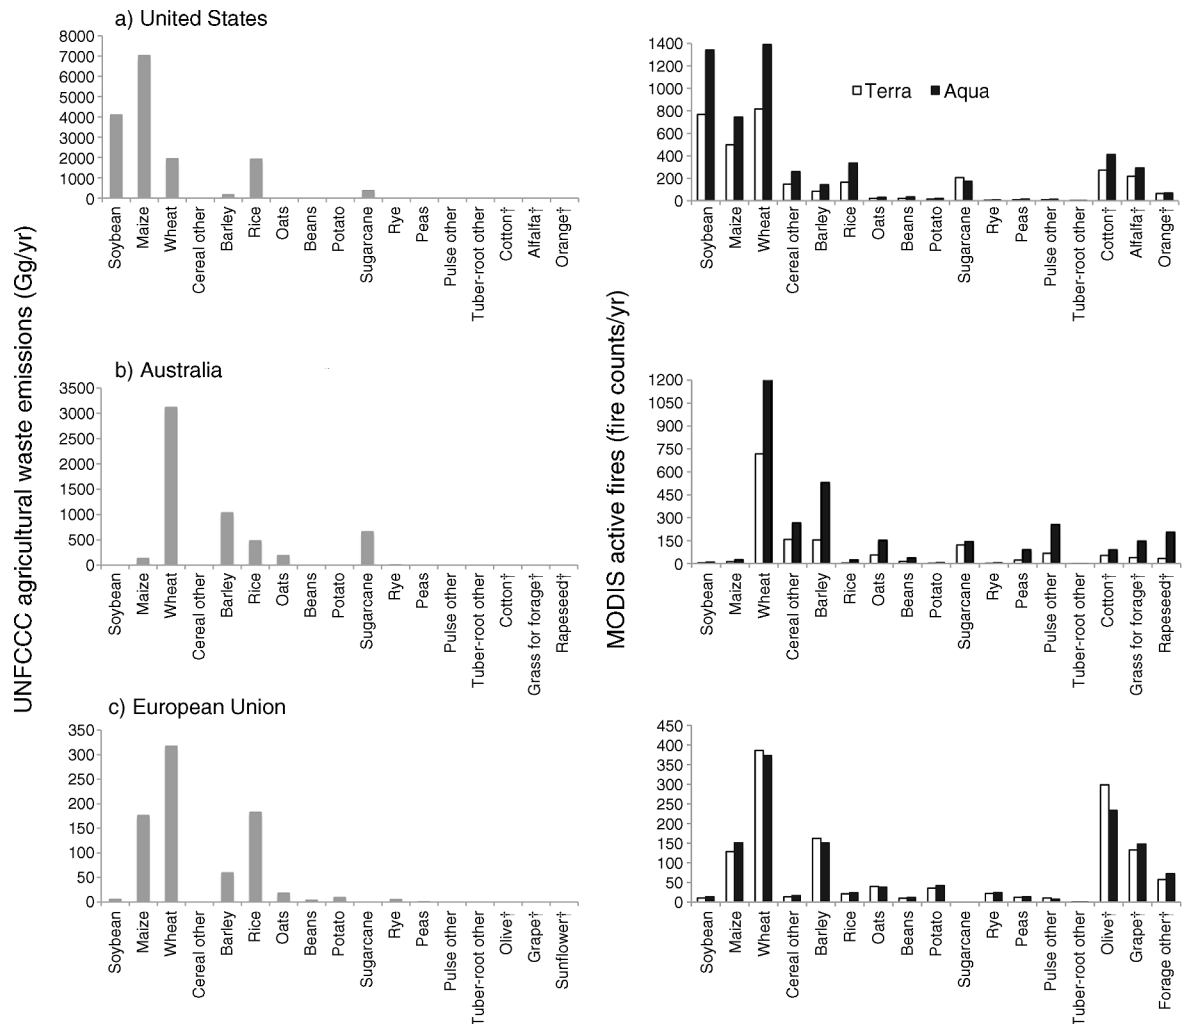 a) United States
UNFCCC agricultural waste emissions (Gg/yr)
8000
7000
6000
5000
4000
3000
2000
1000
0
Soybean
Maize
Wheat
Cereal other
Barley
Rice
Oats
Beans
Potato
Sugarcane
Rye
Peas
Pulse other
Tuber-root other
Cotton†
Alfalfa†
Orange†
MODIS active fires (fire counts/yr)
1400
1200
1000
800
600
400
200
0
Terra
Aqua
Soybean
Maize
Wheat
Cereal other
Barley
Rice
Oats
Beans
Potato
Sugarcane
Rye
Peas
Pulse other
Tuber-root other
Cotton†
Alfalfa†
Orange†
b) Australia
3500
3000
2500
2000
1500
1000
500
0
Soybean
Maize
Wheat
Cereal other
Barley
Rice
Oats
Beans
Potato
Sugarcane
Rye
Peas
Pulse other
Tuber-root other
Cotton†
Grass for forage†
Rapeseed†
1200
1050
900
750
600
450
300
150
0
Soybean
Maize
Wheat
Cereal other
Barley
Rice
Oats
Beans
Potato
Sugarcane
Rye
Peas
Pulse other
Tuber-root other
Cotton†
Grass for forage†
Rapeseed†
c) European Union
350
300
250
200
150
100
50
0
Soybean
Maize
Wheat
Cereal other
Barley
Rice
Oats
Beans
Potato
Sugarcane
Rye
Peas
Pulse other
Tuber-root other
Olive†
Grape†
Sunflower†
450
400
350
300
250
200
150
100
50
0
Soybean
Maize
Wheat
Cereal other
Barley
Rice
Oats
Beans
Potato
Sugarcane
Rye
Peas
Pulse other
Tuber-root other
Olive†
Grape†
Forage other†